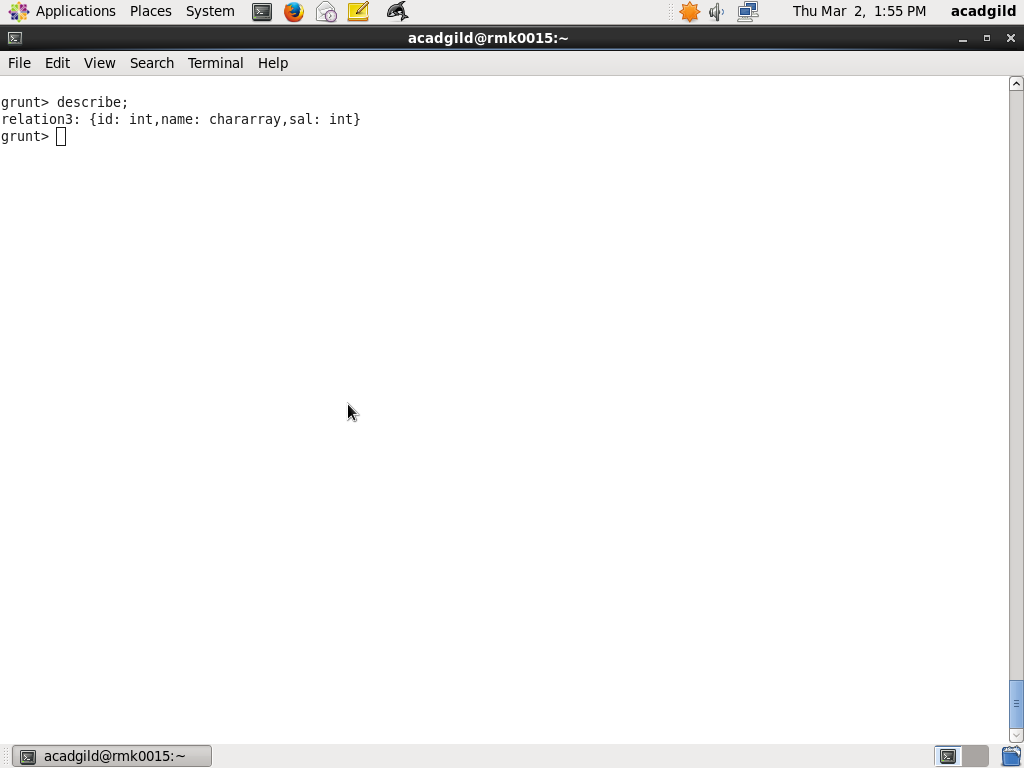 Applications Places System Thu Mar 2, 1:55 PM acadgild
acadgild@rmk0015:~
File Edit View Search Terminal Help
grunt> describe;
relation3: {id: int,name: chararray,sal: int}
grunt>
acadgild@rmk0015:~